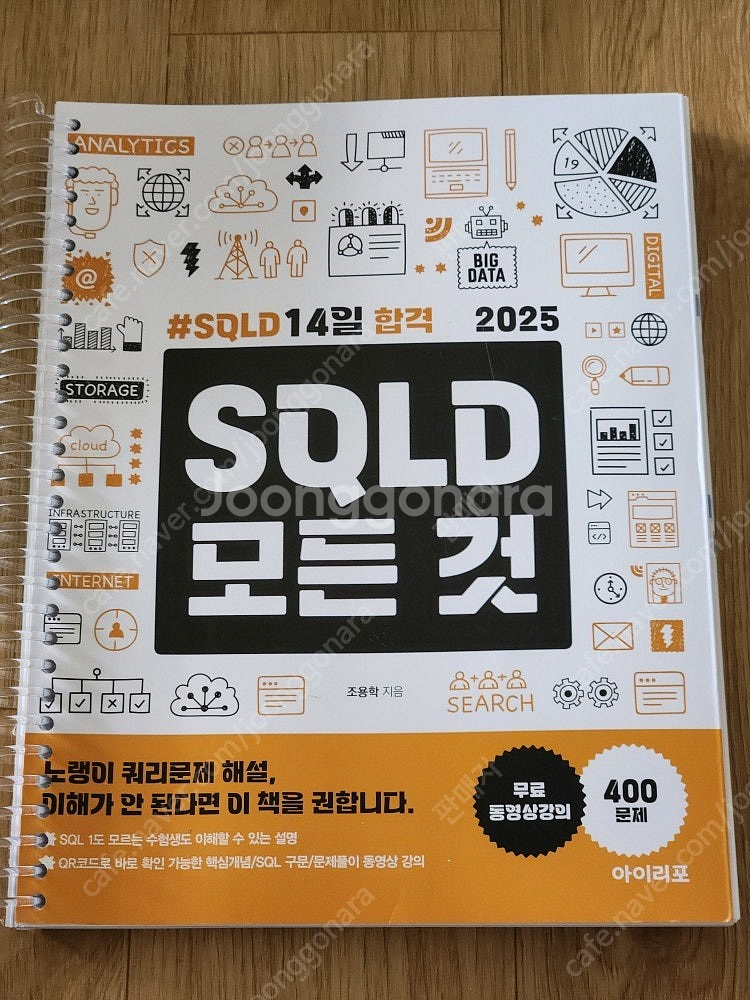 ANALYTICS
19
@
BIG
DATA
DIGITAL
#SQLD 14일 합격 2025
STORAGE
cloud
INFRASTRUCTURE
INTERNET
SQLD
모든 것
Joonggonara
조용학 지음
SEARCH
노랭이 쿼리문제 해설,
이해가 안 된다면 이 책을 권합니다.
SQL 1도 모르는 수험생도 이해할 수 있는 설명
QR코드로 바로 확인 가능한 핵심개념/SQL 구문/문제풀이 동영상 강의
무료
동영상강의
400
문제
아이리포